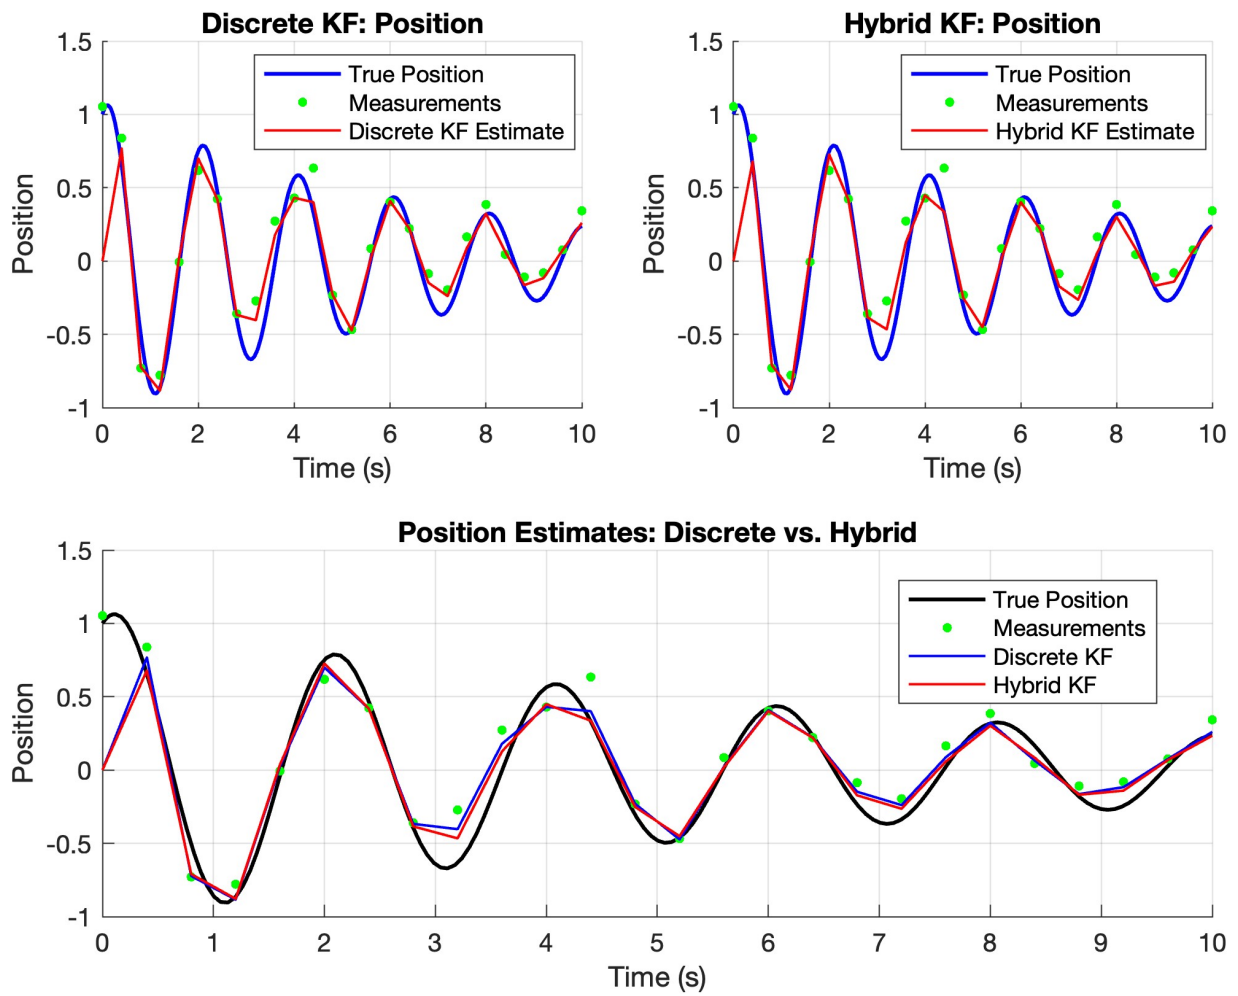 Discrete KF: Position
1.5
1
0.5
0
-0.5
-1
Position
True Position
Measurements
Discrete KF Estimate
0 2 4 6 8 10
Time (s)
Hybrid KF: Position
1.5
1
0.5
0
-0.5
-1
Position
True Position
Measurements
Hybrid KF Estimate
0 2 4 6 8 10
Time (s)
Position Estimates: Discrete vs. Hybrid
1.5
1
0.5
0
-0.5
-1
Position
True Position
Measurements
Discrete KF
Hybrid KF
0 1 2 3 4 5 6 7 8 9 10
Time (s)